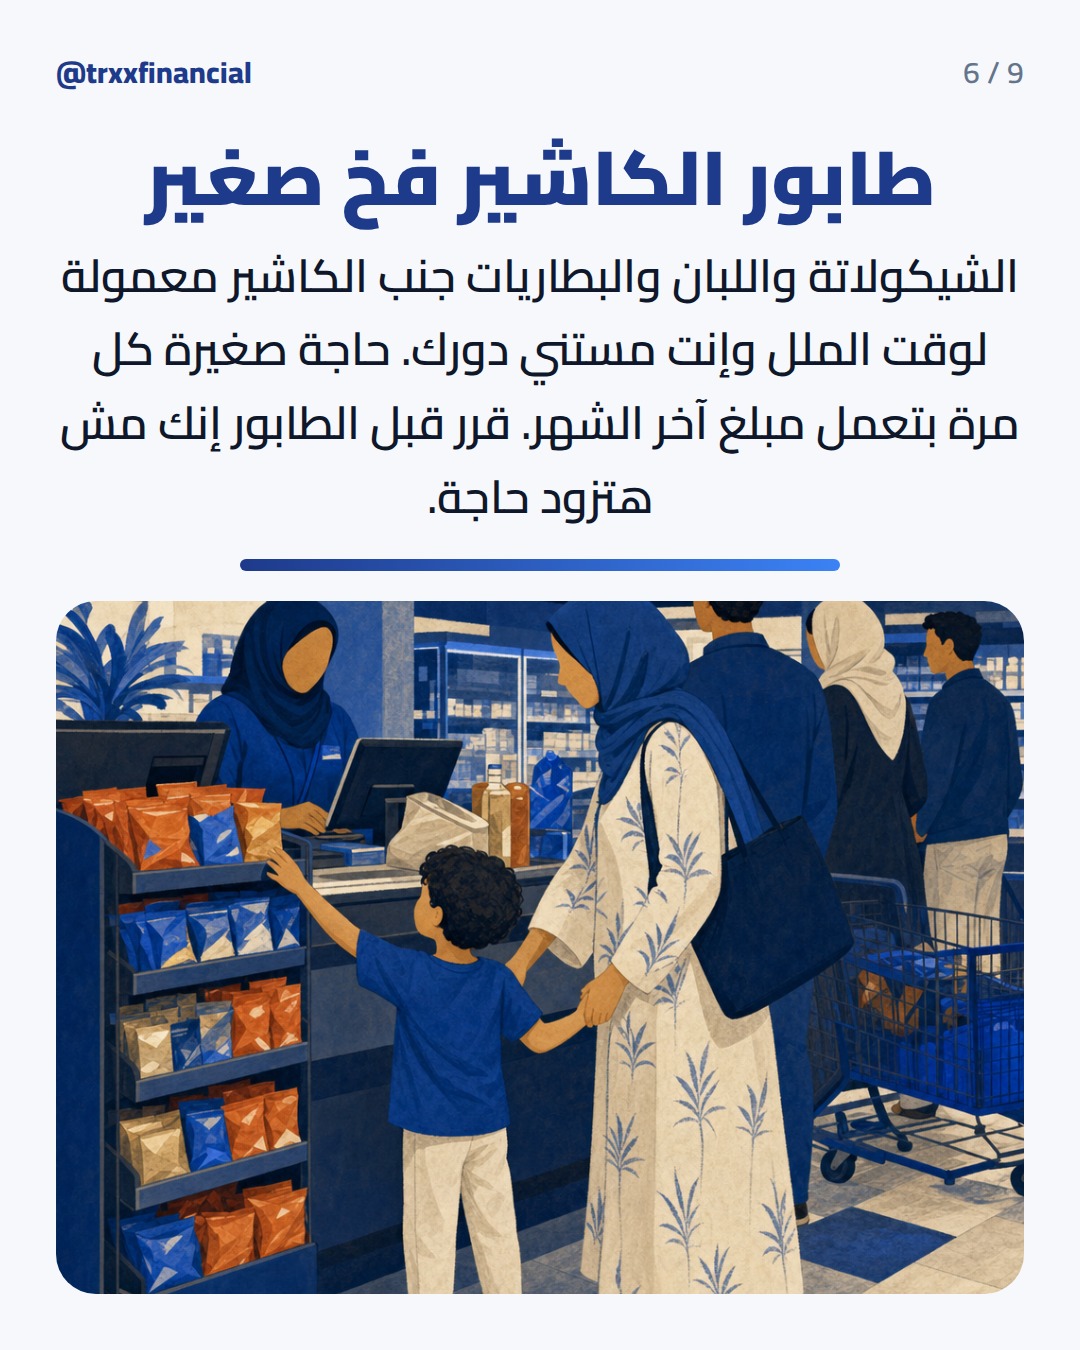 @trxxfinancial
6 / 9
طابور الكاشير فخ صغير
الشيكولاتة واللبان والبطاريات جنب الكاشير معمولة
لوقت الملل وإنت مستني دورك. حاجة صغيرة كل
مرة بتعمل مبلغ آخر الشهر. قرر قبل الطابور إنك مش
هتزود حاجة.